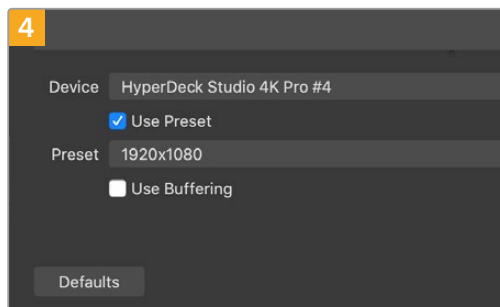 4
Device HyperDeck Studio 4K Pro #4
Use Preset
Preset 1920x1080
Use Buffering
Defaults